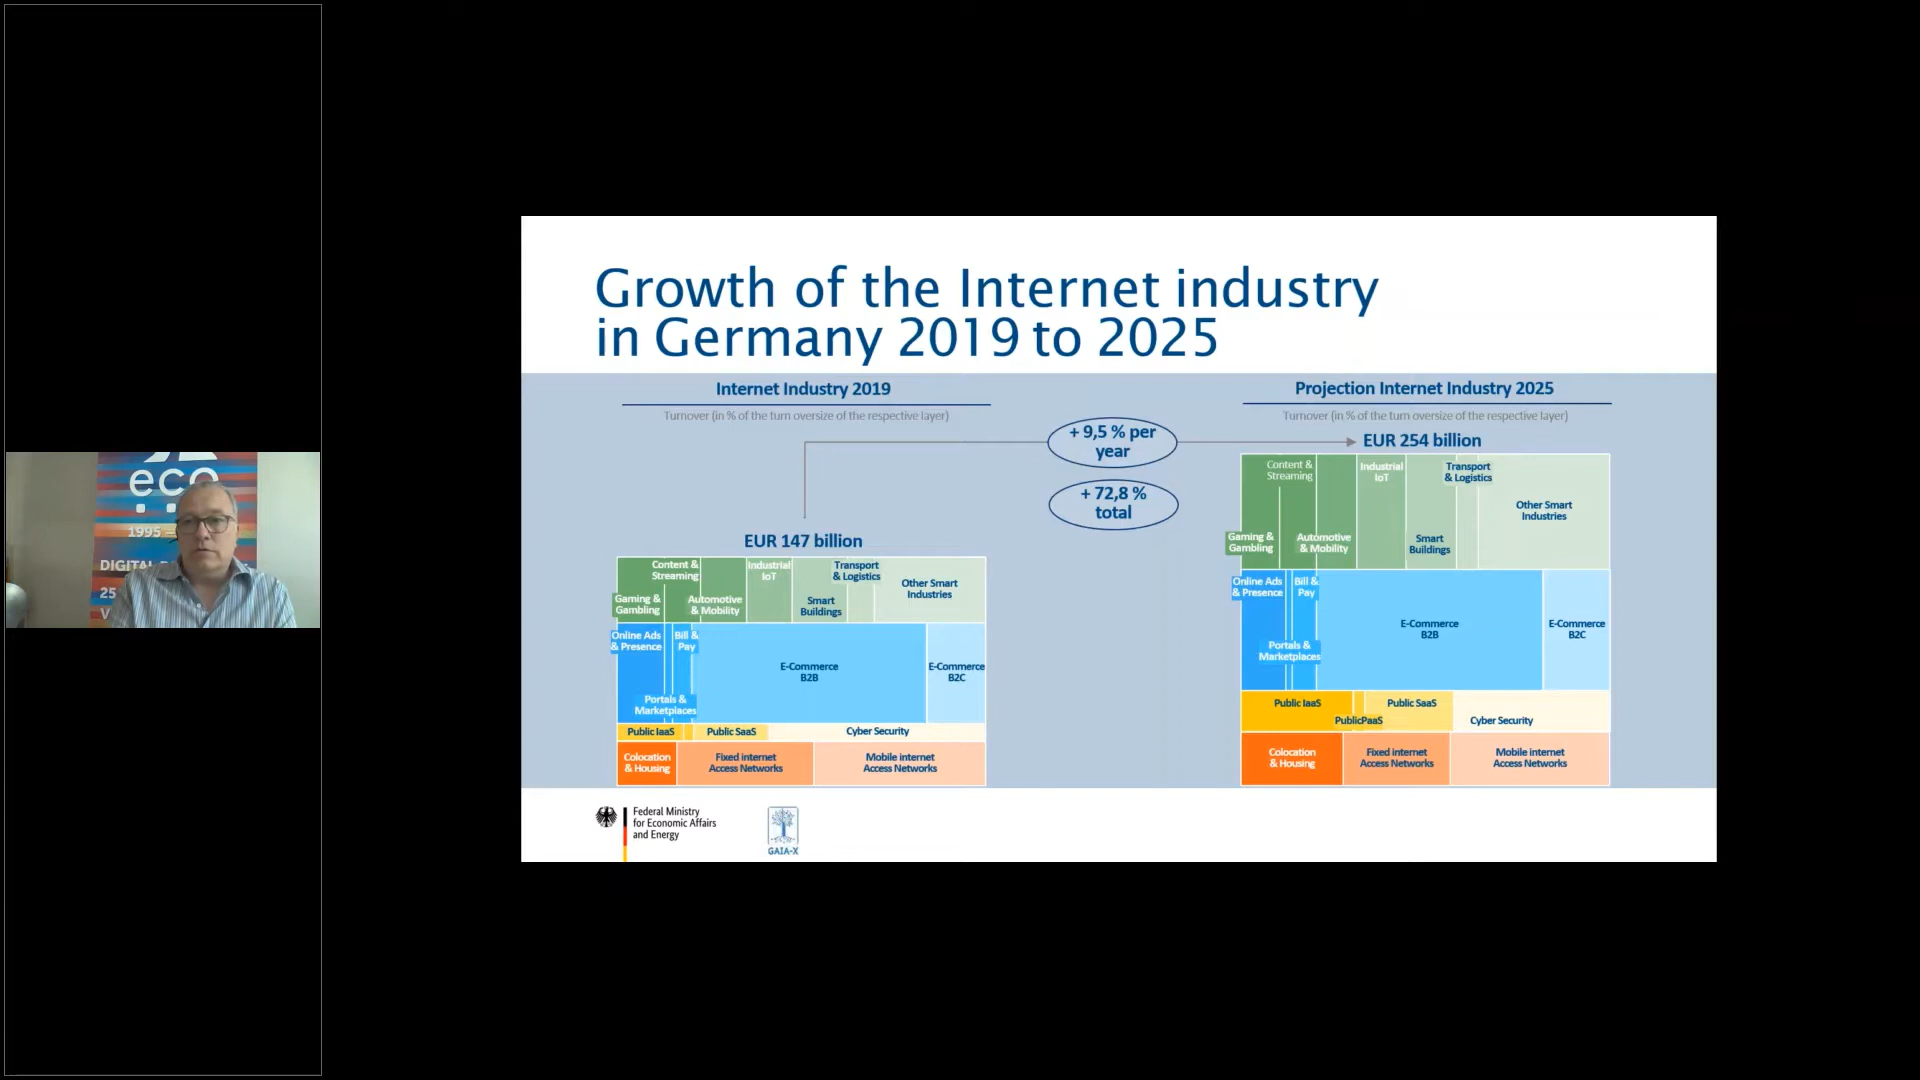 eco
1995
DIGITAL
25
V
Growth of the Internet industry
in Germany 2019 to 2025
Internet Industry 2019
Turnover (in % of the turn oversize of the respective layer)
EUR 147 billion
Content &
Streaming
Gaming &
Gambling
Automotive
& Mobility
Industrial
IoT
Smart
Buildings
Transport
& Logistics
Other Smart
Industries
Online Ads
& Presence
Bill &
Pay
Portals &
Marketplaces
E-Commerce
B2B
E-Commerce
B2C
Public IaaS
Public SaaS
Cyber Security
Colocation
& Housing
Fixed internet
Access Networks
Mobile internet
Access Networks
+ 9,5 % per
year
+ 72,8 %
total
Projection Internet Industry 2025
Turnover (in % of the turn oversize of the respective layer)
EUR 254 billion
Content &
Streaming
Gaming &
Gambling
Automotive
& Mobility
Industrial
IoT
Smart
Buildings
Transport
& Logistics
Other Smart
Industries
Online Ads
& Presence
Bill &
Pay
Portals &
Marketplaces
E-Commerce
B2B
E-Commerce
B2C
Public IaaS
PublicPaaS
Public SaaS
Cyber Security
Colocation
& Housing
Fixed internet
Access Networks
Mobile internet
Access Networks
Federal Ministry
for Economic Affairs
and Energy
GAIA-X